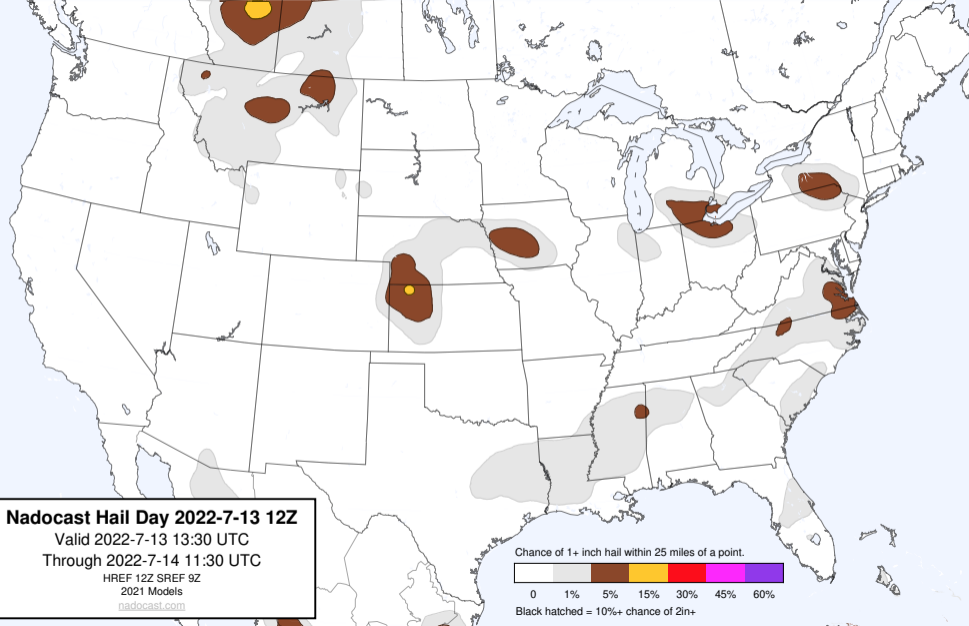 Nadocast Hail Day 2022-7-13 12Z
Valid 2022-7-13 13:30 UTC
Through 2022-7-14 11:30 UTC
HREF 12Z SREF 9Z
2021 Models
nadocast.com
Chance of 1+ inch hail within 25 miles of a point.
0 1% 5% 15% 30% 45% 60%
Black hatched = 10%+ chance of 2in+